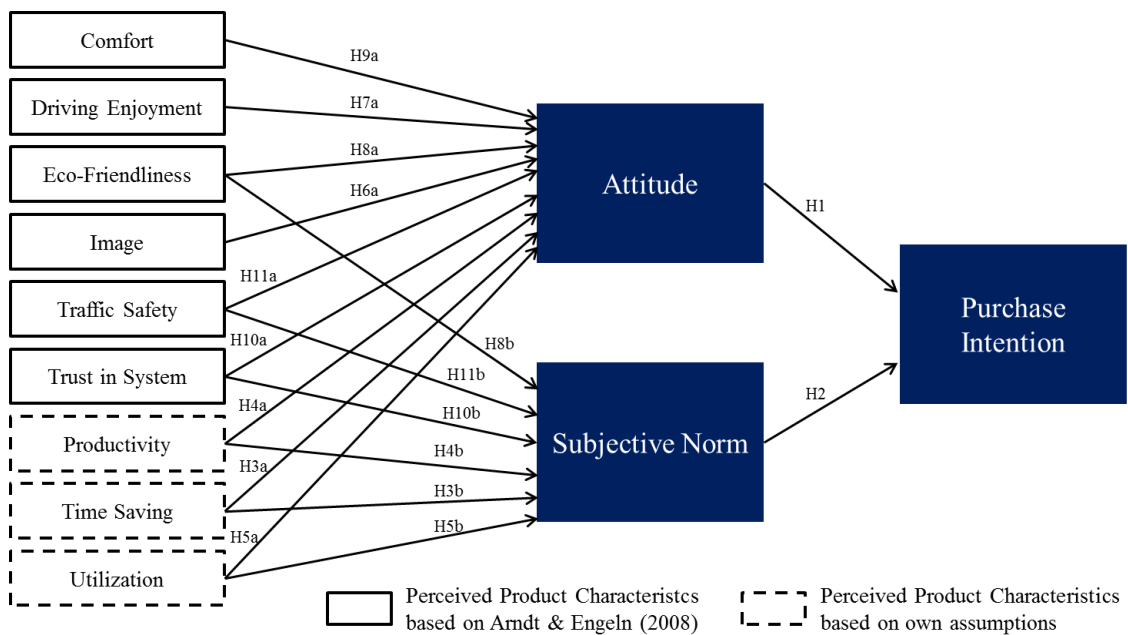 Comfort
Driving Enjoyment
Eco-Friendliness
Image
Traffic Safety
Trust in System
Productivity
Time Saving
Utilization
H9a
H7a
H8a
H6a
H11a
H10a
H4a
H3a
H5a
H8b
H11b
H10b
H4b
H3b
H5b
Attitude
Subjective Norm
H1
H2
Purchase
Intention
Perceived Product Characteristcs
based on Arndt & Engeln (2008)
Perceived Product Characteristics
based on own assumptions